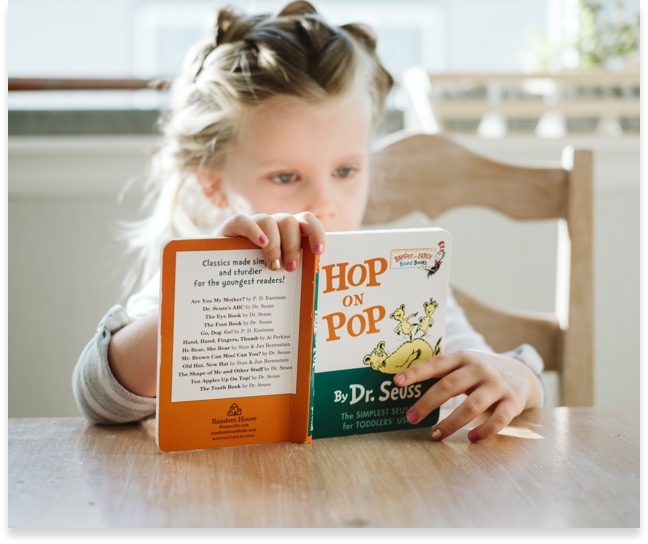 Classics made
and sturdier
for the youngest readers!
Are You My Mother? by P. D. Eastman
Dr. Seuss's ABC by Dr. Seuss
The Eye Book by Dr. Seuss
The Foot Book by Dr. Seuss
Go, Dog. Go! by P. D. Eastman
Hand, Hand, Fingers, Thumb by Al Perkins
He Bear, She Bear by Stan & Jan Berenstain
Mr. Brown Can Moo! Can You? by Dr. Seuss
Old Hat, New Hat by Stan & Jan Berenstain
The Shape of Me and Other Stuff by Dr. Seuss
Ten Apples Up On Top! by Dr. Seuss
The Tooth Book by Dr. Seuss
Random House
HOP
ON
POP
Bright and Early
Board Books
By Dr. Seuss
The SIMPLEST
for TODDLERS'